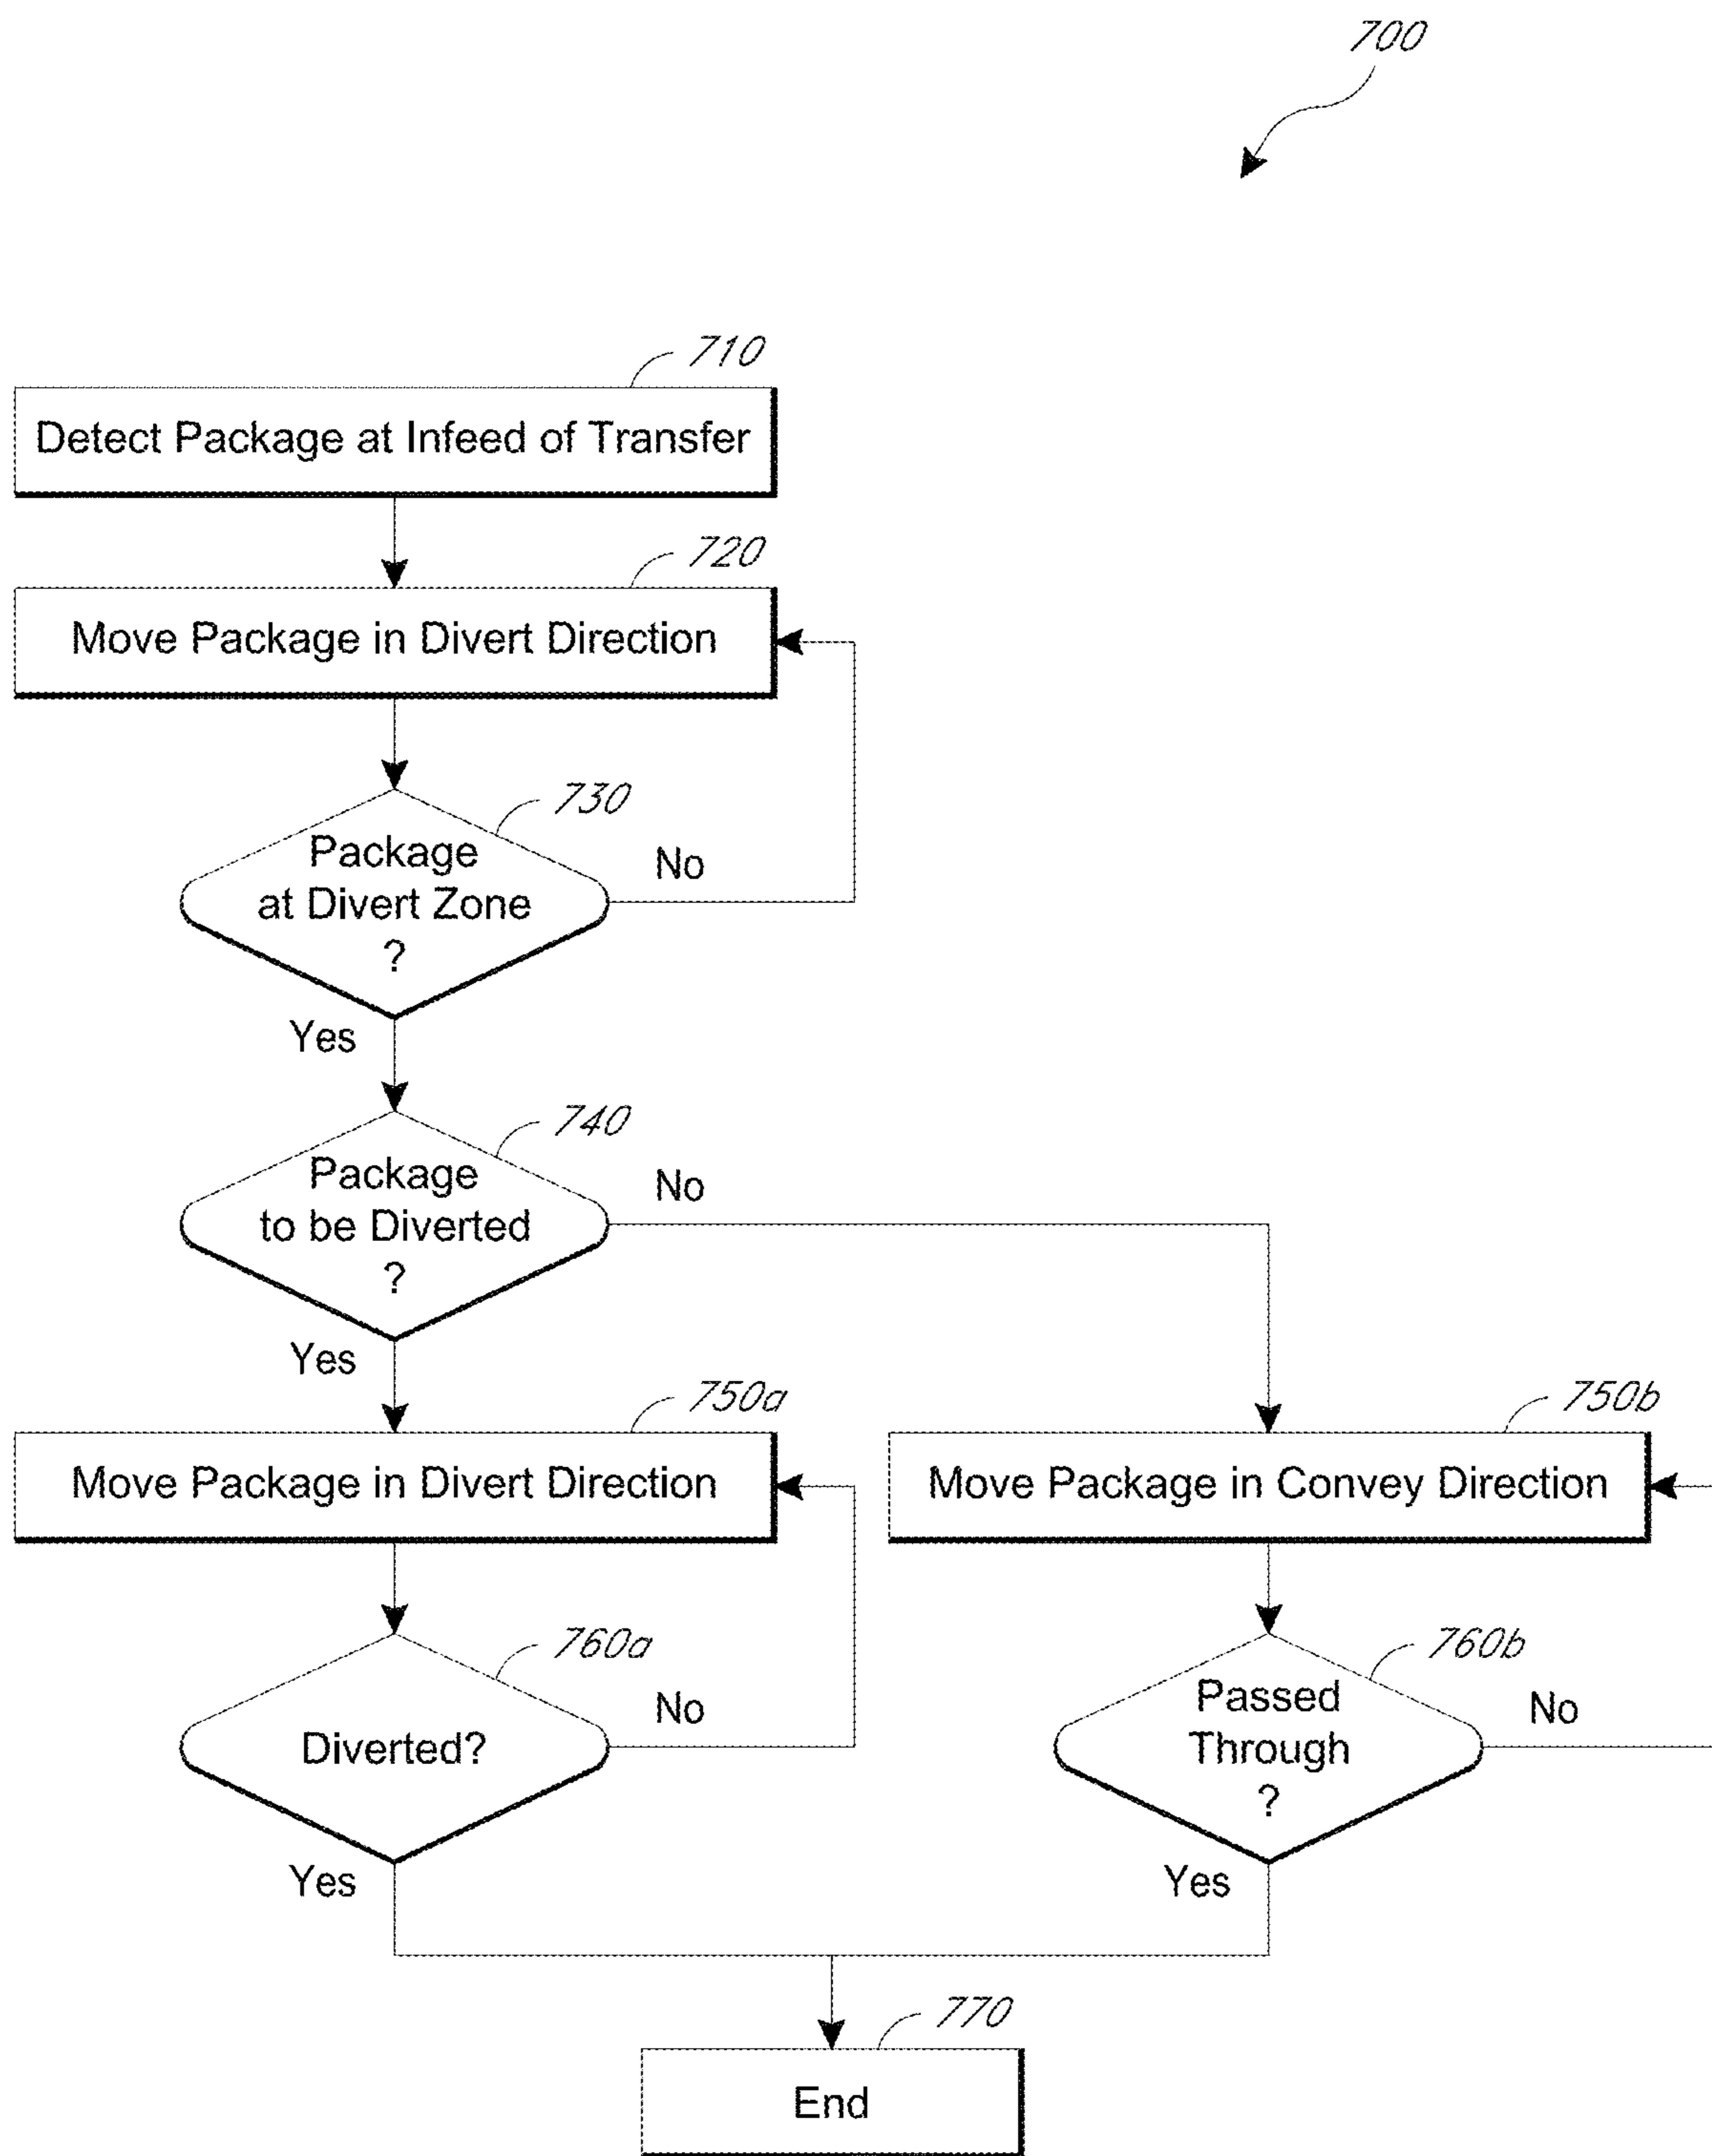 700
710
Detect Package at Infeed of Transfer
720
Move Package in Divert Direction
730
Package
at Divert Zone
?
No
Yes
740
Package
to be Diverted
?
No
Yes
750a
Move Package in Divert Direction
750b
Move Package in Convey Direction
760a
Diverted?
No
Yes
760b
Passed
Through
?
No
Yes
770
End